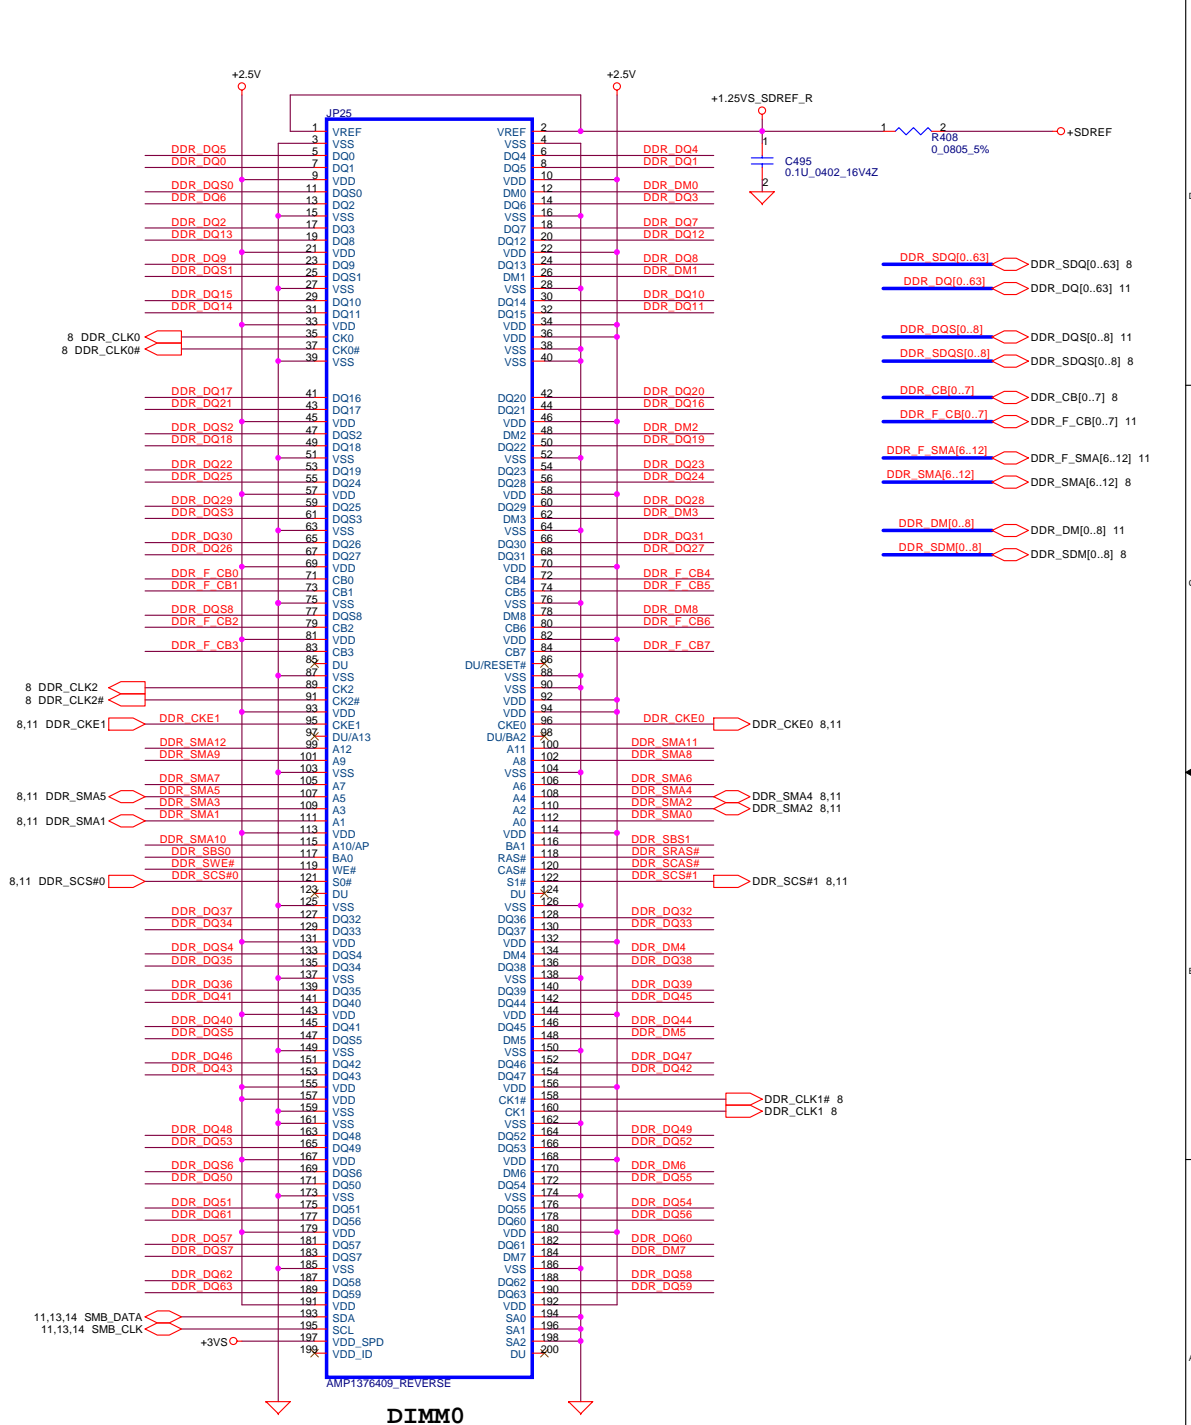 +2.5V +2.5V
+1.25VS_SDREF_R
JP25
1 VREF VREF 2 1 2 +SDREF
R408
0_0805_5%
3 VSS VSS 4 1
DDR_DQ5 5 DQ0 DQ4 6 DDR_DQ4
C495
0.1U_0402_16V4Z
2
DDR_DQ0 7 DQ1 DQ5 8 DDR_DQ1
9 VDD VDD 10
DDR_DQS0 11 DQS0 DM0 12 DDR_DM0
DDR_DQ6 13 DQ2 DQ6 14 DDR_DQ3
15 VSS VSS 16
DDR_DQ2 17 DQ3 DQ7 18 DDR_DQ7
DDR_DQ13 19 DQ8 DQ12 20 DDR_DQ12
21 VDD VDD 22
DDR_DQ9 23 DQ9 DQ13 24 DDR_DQ8
DDR_DQS1 25 DQS1 DM1 26 DDR_DM1
27 VSS VSS 28
DDR_DQ15 29 DQ10 DQ14 30 DDR_DQ10
DDR_DQ14 31 DQ11 DQ15 32 DDR_DQ11
33 VDD VDD 34
8 DDR_CLK0 35 CK0 VDD 36
8 DDR_CLK0# 37 CK0# VSS 38
39 VSS VSS 40
DDR_DQ17 41 DQ16 DQ20 42 DDR_DQ20
DDR_DQ21 43 DQ17 DQ21 44 DDR_DQ16
45 VDD VDD 46
DDR_DQS2 47 DQS2 DM2 48 DDR_DM2
DDR_DQ18 49 DQ18 DQ22 50 DDR_DQ19
51 VSS VSS 52
DDR_DQ22 53 DQ19 DQ23 54 DDR_DQ23
DDR_DQ25 55 DQ24 DQ28 56 DDR_DQ24
57 VDD VDD 58
DDR_DQ29 59 DQ25 DQ29 60 DDR_DQ28
DDR_DQS3 61 DQS3 DM3 62 DDR_DM3
63 VSS VSS 64
DDR_DQ30 65 DQ26 DQ30 66 DDR_DQ31
DDR_DQ26 67 DQ27 DQ31 68 DDR_DQ27
69 VDD VDD 70
DDR_F_CB0 71 CB0 CB4 72 DDR_F_CB4
DDR_F_CB1 73 CB1 CB5 74 DDR_F_CB5
75 VSS VSS 76
DDR_DQS8 77 DQS8 DM8 78 DDR_DM8
DDR_F_CB2 79 CB2 CB6 80 DDR_F_CB6
81 VDD VDD 82
DDR_F_CB3 83 CB3 CB7 84 DDR_F_CB7
85 DU DU/RESET# 86
87 VSS VSS 88
8 DDR_CLK2 89 CK2 VSS 90
8 DDR_CLK2# 91 CK2# VDD 92
93 VDD VDD 94
8,11 DDR_CKE1 DDR_CKE1 95 CKE1 CKE0 96 DDR_CKE0 DDR_CKE0 8,11
97 DU/A13 DU/BA2 98
DDR_SMA12 99 A12 A11 100 DDR_SMA11
DDR_SMA9 101 A9 A8 102 DDR_SMA8
103 VSS VSS 104
DDR_SMA7 105 A7 A6 106 DDR_SMA6
8,11 DDR_SMA5 DDR_SMA5 107 A5 A4 108 DDR_SMA4 DDR_SMA4 8,11
DDR_SMA3 109 A3 A2 110 DDR_SMA2 DDR_SMA2 8,11
8,11 DDR_SMA1 DDR_SMA1 111 A1 A0 112 DDR_SMA0
113 VDD VDD 114
DDR_SMA10 115 A10/AP BA1 116 DDR_SBS1
DDR_SBS0 117 BA0 RAS# 118 DDR_SRAS#
DDR_SWE# 119 WE# CAS# 120 DDR_SCAS#
8,11 DDR_SCS#0 DDR_SCS#0 121 S0# S1# 122 DDR_SCS#1 DDR_SCS#1 8,11
123 DU DU 124
125 VSS VSS 126
DDR_DQ37 127 DQ32 DQ36 128 DDR_DQ32
DDR_DQ34 129 DQ33 DQ37 130 DDR_DQ33
131 VDD VDD 132
DDR_DQS4 133 DQS4 DM4 134 DDR_DM4
DDR_DQ35 135 DQ34 DQ38 136 DDR_DQ38
137 VSS VSS 138
DDR_DQ36 139 DQ35 DQ39 140 DDR_DQ39
DDR_DQ41 141 DQ40 DQ44 142 DDR_DQ45
143 VDD VDD 144
DDR_DQ40 145 DQ41 DQ45 146 DDR_DQ44
DDR_DQS5 147 DQS5 DM5 148 DDR_DM5
149 VSS VSS 150
DDR_DQ46 151 DQ42 DQ46 152 DDR_DQ47
DDR_DQ43 153 DQ43 DQ47 154 DDR_DQ42
155 VDD VDD 156
157 VDD CK1# 158 DDR_CLK1# 8
159 VSS CK1 160 DDR_CLK1 8
161 VSS VSS 162
DDR_DQ48 163 DQ48 DQ52 164 DDR_DQ49
DDR_DQ53 165 DQ49 DQ53 166 DDR_DQ52
167 VDD VDD 168
DDR_DQS6 169 DQS6 DM6 170 DDR_DM6
DDR_DQ50 171 DQ50 DQ54 172 DDR_DQ55
173 VSS VSS 174
DDR_DQ51 175 DQ51 DQ55 176 DDR_DQ54
DDR_DQ61 177 DQ56 DQ60 178 DDR_DQ56
179 VDD VDD 180
DDR_DQ57 181 DQ57 DQ61 182 DDR_DQ60
DDR_DQS7 183 DQS7 DM7 184 DDR_DM7
185 VSS VSS 186
DDR_DQ62 187 DQ58 DQ62 188 DDR_DQ58
DDR_DQ63 189 DQ59 DQ63 190 DDR_DQ59
191 VDD VDD 192
11,13,14 SMB_DATA 193 SDA SA0 194
11,13,14 SMB_CLK 195 SCL SA1 196
+3VS 197 VDD_SPD SA2 198
199 VDD_ID DU 200
AMP1376409_REVERSE
DIMM0
DDR_SDQ[0..63] DDR_SDQ[0..63] 8
DDR_DQ[0..63] DDR_DQ[0..63] 11
DDR_DQS[0..8] DDR_DQS[0..8] 11
DDR_SDQS[0..8] DDR_SDQS[0..8] 8
DDR_CB[0..7] DDR_CB[0..7] 8
DDR_F_CB[0..7] DDR_F_CB[0..7] 11
DDR_F_SMA[6..12] DDR_F_SMA[6..12] 11
DDR_SMA[6..12] DDR_SMA[6..12] 8
DDR_DM[0..8] DDR_DM[0..8] 11
DDR_SDM[0..8] DDR_SDM[0..8] 8